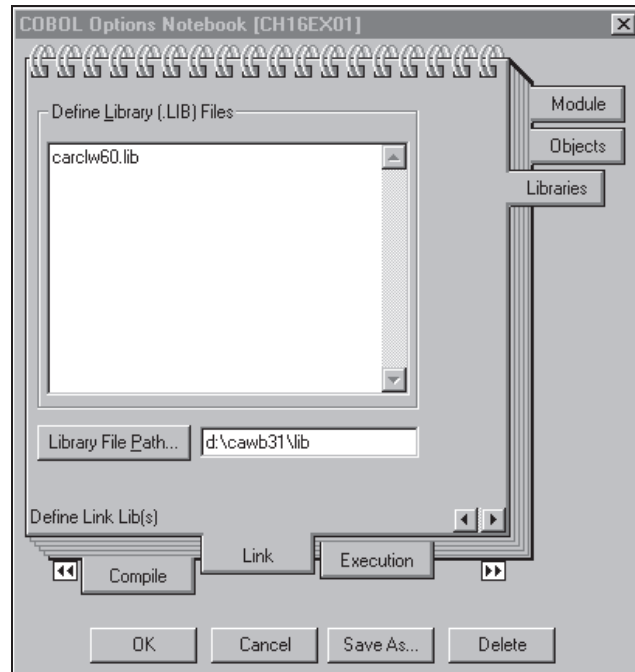 COBOL Options Notebook [CH16EX01]
Module
Define Library (.LIB) Files
Objects
carclw60.lib
Libraries
Library File Path...
d:\cawb31\lib
Define Link Lib(s)
Link
Execution
Compile
OK
Cancel
Save As...
Delete